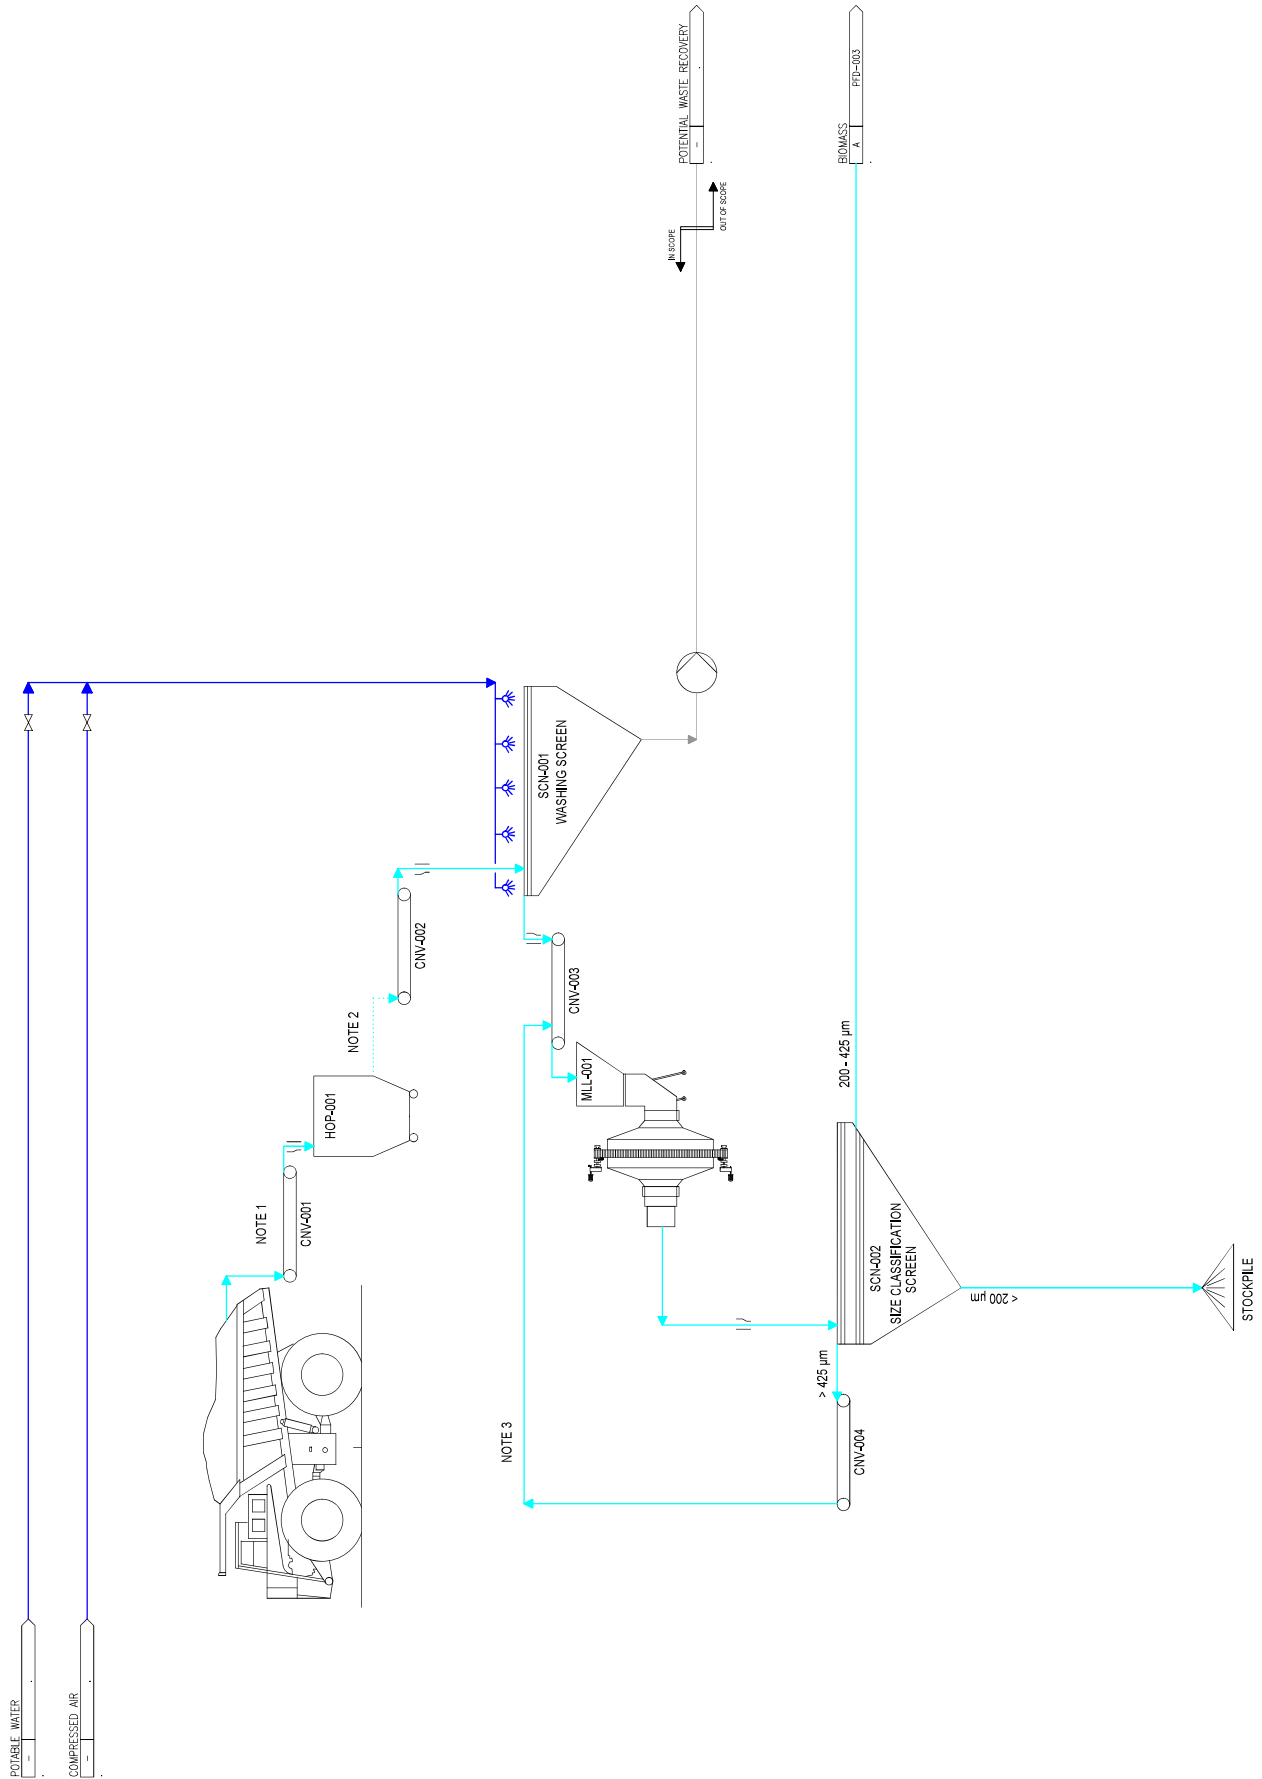 POTABLE WATER
–
COMPRESSED AIR
–
NOTE 1
CNV-001
HOP-001
NOTE 2
CNV-002
NOTE 3
SCN-001
WASHING SCREEN
CNV-003
MLL-001
IN SCOPE
OUT OF SCOPE
POTENTIAL WASTE RECOVERY
–
> 425 µm
CNV-004
SCN-002
SIZE CLASSIFICATION
SCREEN
200 - 425 µm
BIOMASS
A PFD-003
< 200 µm
STOCKPILE